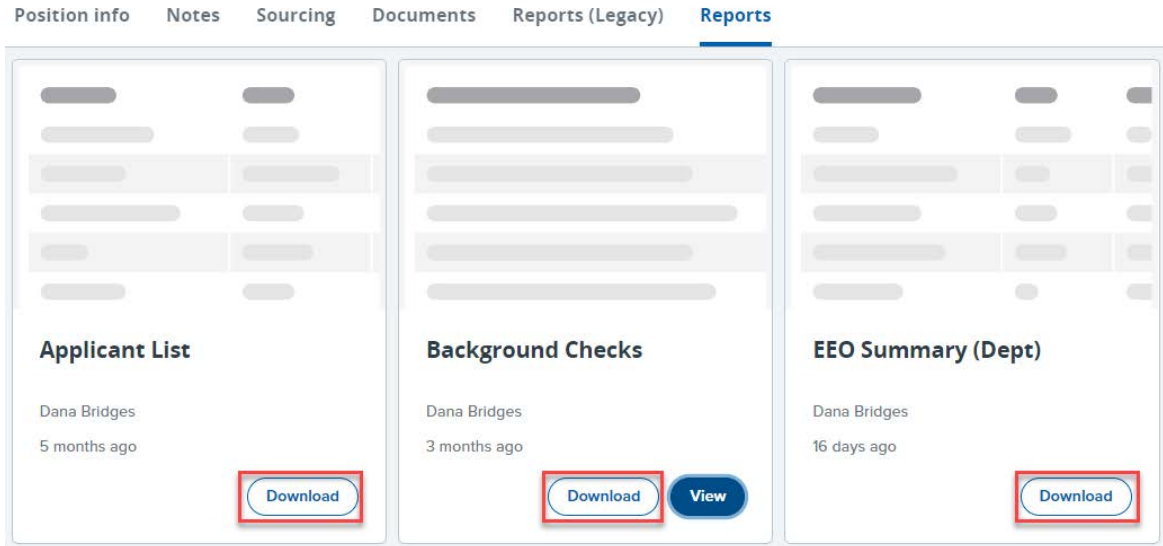 Position info Notes Sourcing Documents Reports (Legacy) Reports
Applicant List
Dana Bridges
5 months ago
Download
Background Checks
Dana Bridges
3 months ago
Download View
EEO Summary (Dept)
Dana Bridges
16 days ago
Download